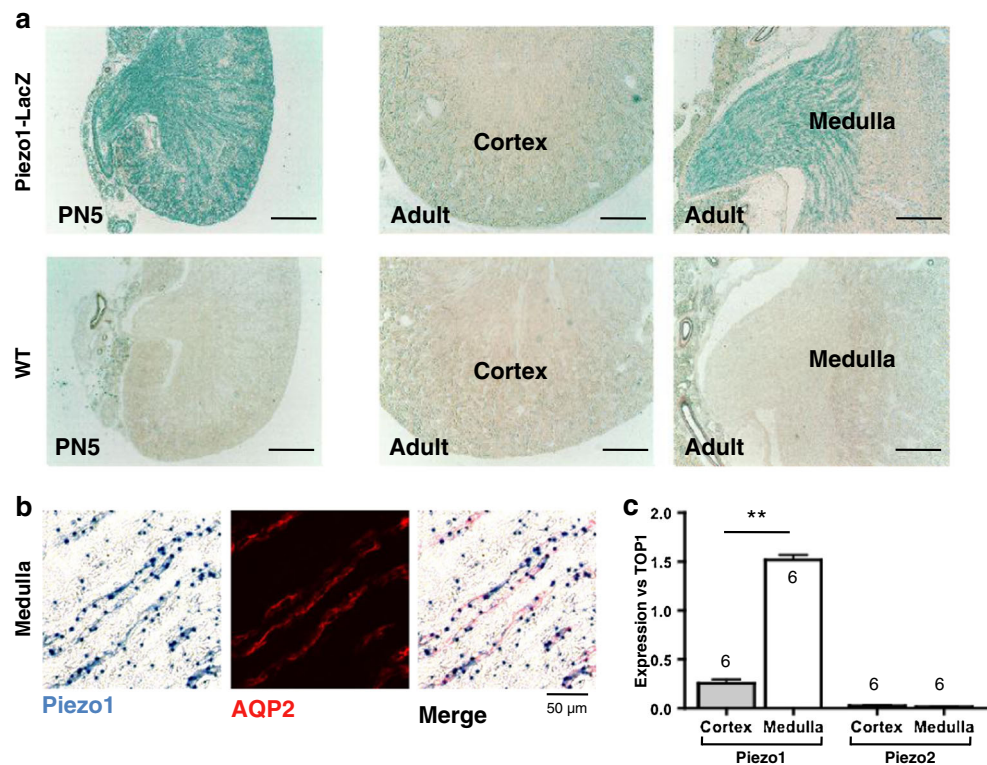 a
Piezo1-LacZ
PN5
Cortex
Adult
Medulla
Adult
WT
PN5
Cortex
Adult
Medulla
Adult
b
Medulla
Piezo1
AQP2
Merge
50 µm
c
Expression vs TOP1
2.0
1.5
1.0
0.5
0.0
**
6
6
6
6
Cortex Medulla Cortex Medulla
Piezo1 Piezo2